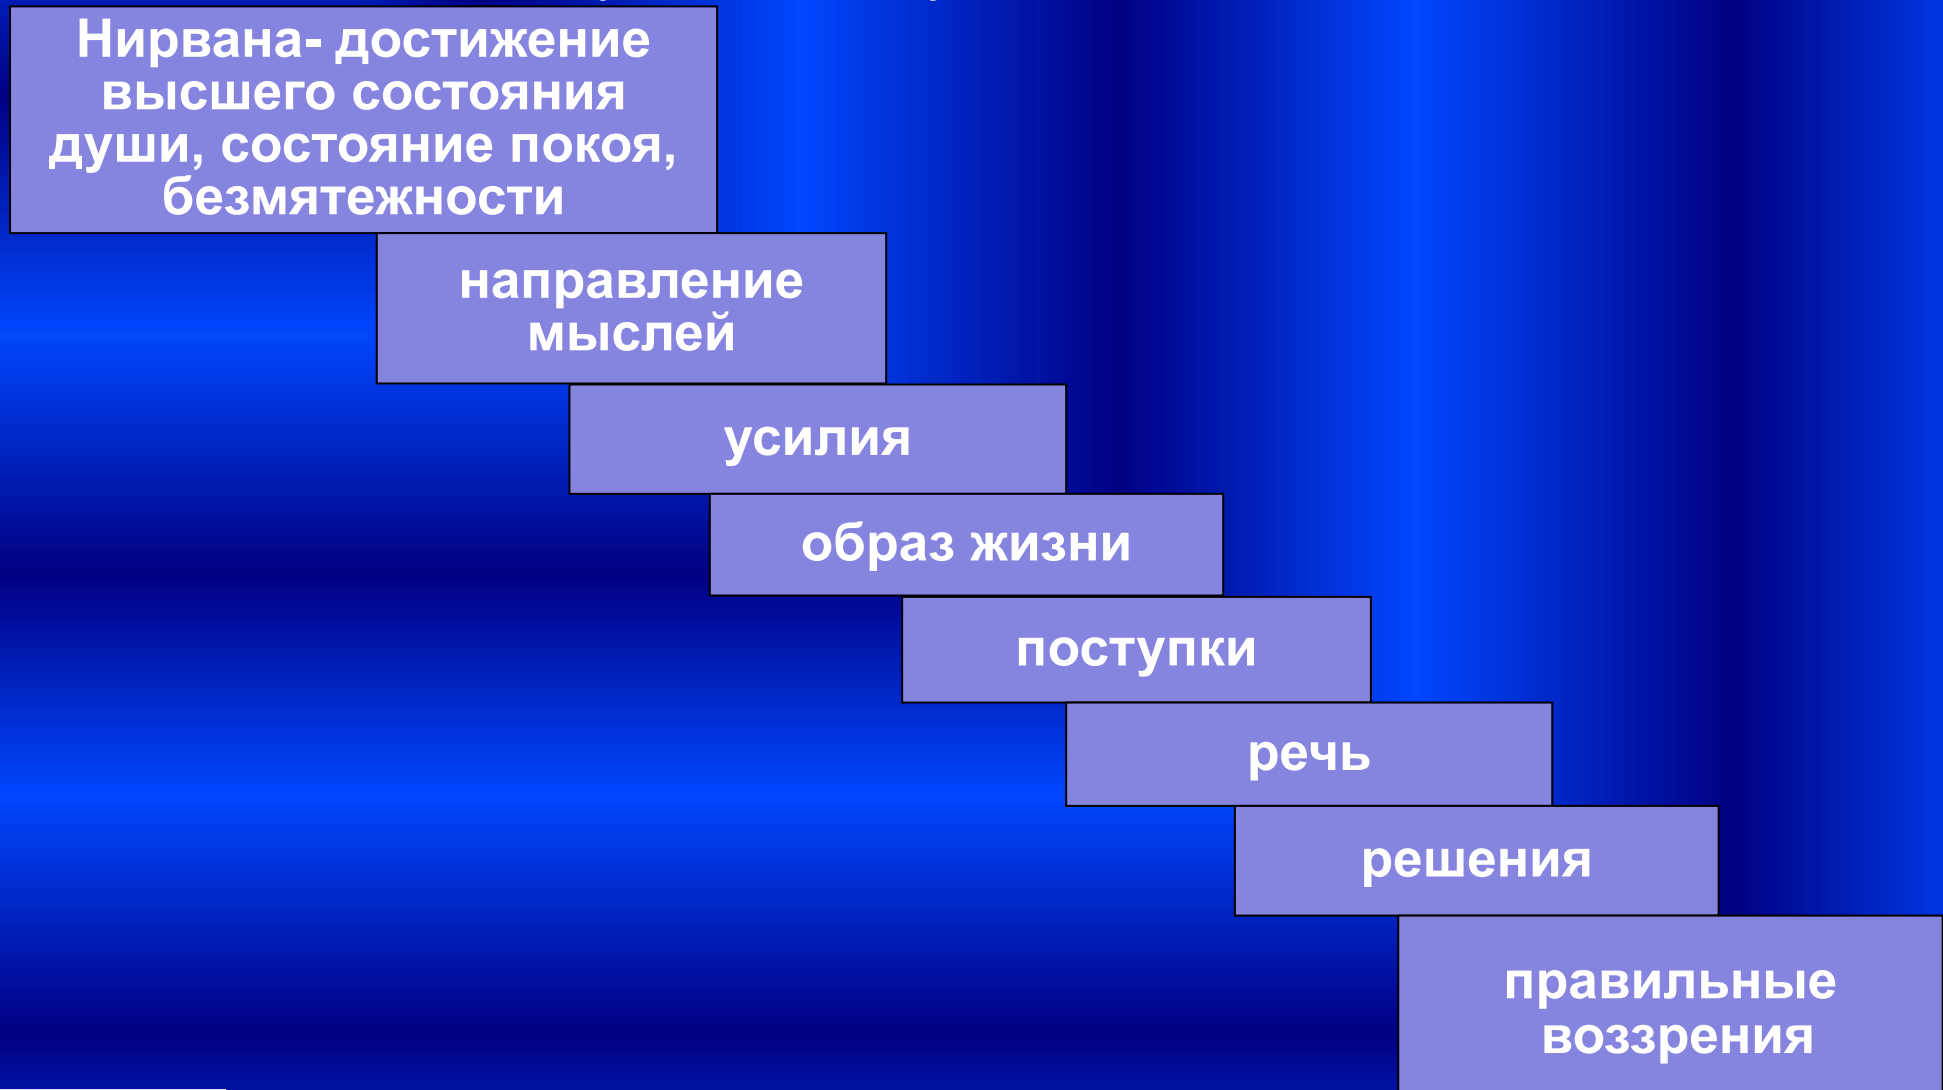 Нирвана- достижение
высшего состояния
души, состояние покоя,
безмятежности
направление
мыслей
усилия
образ жизни
поступки
речь
решения
правильные
воззрения